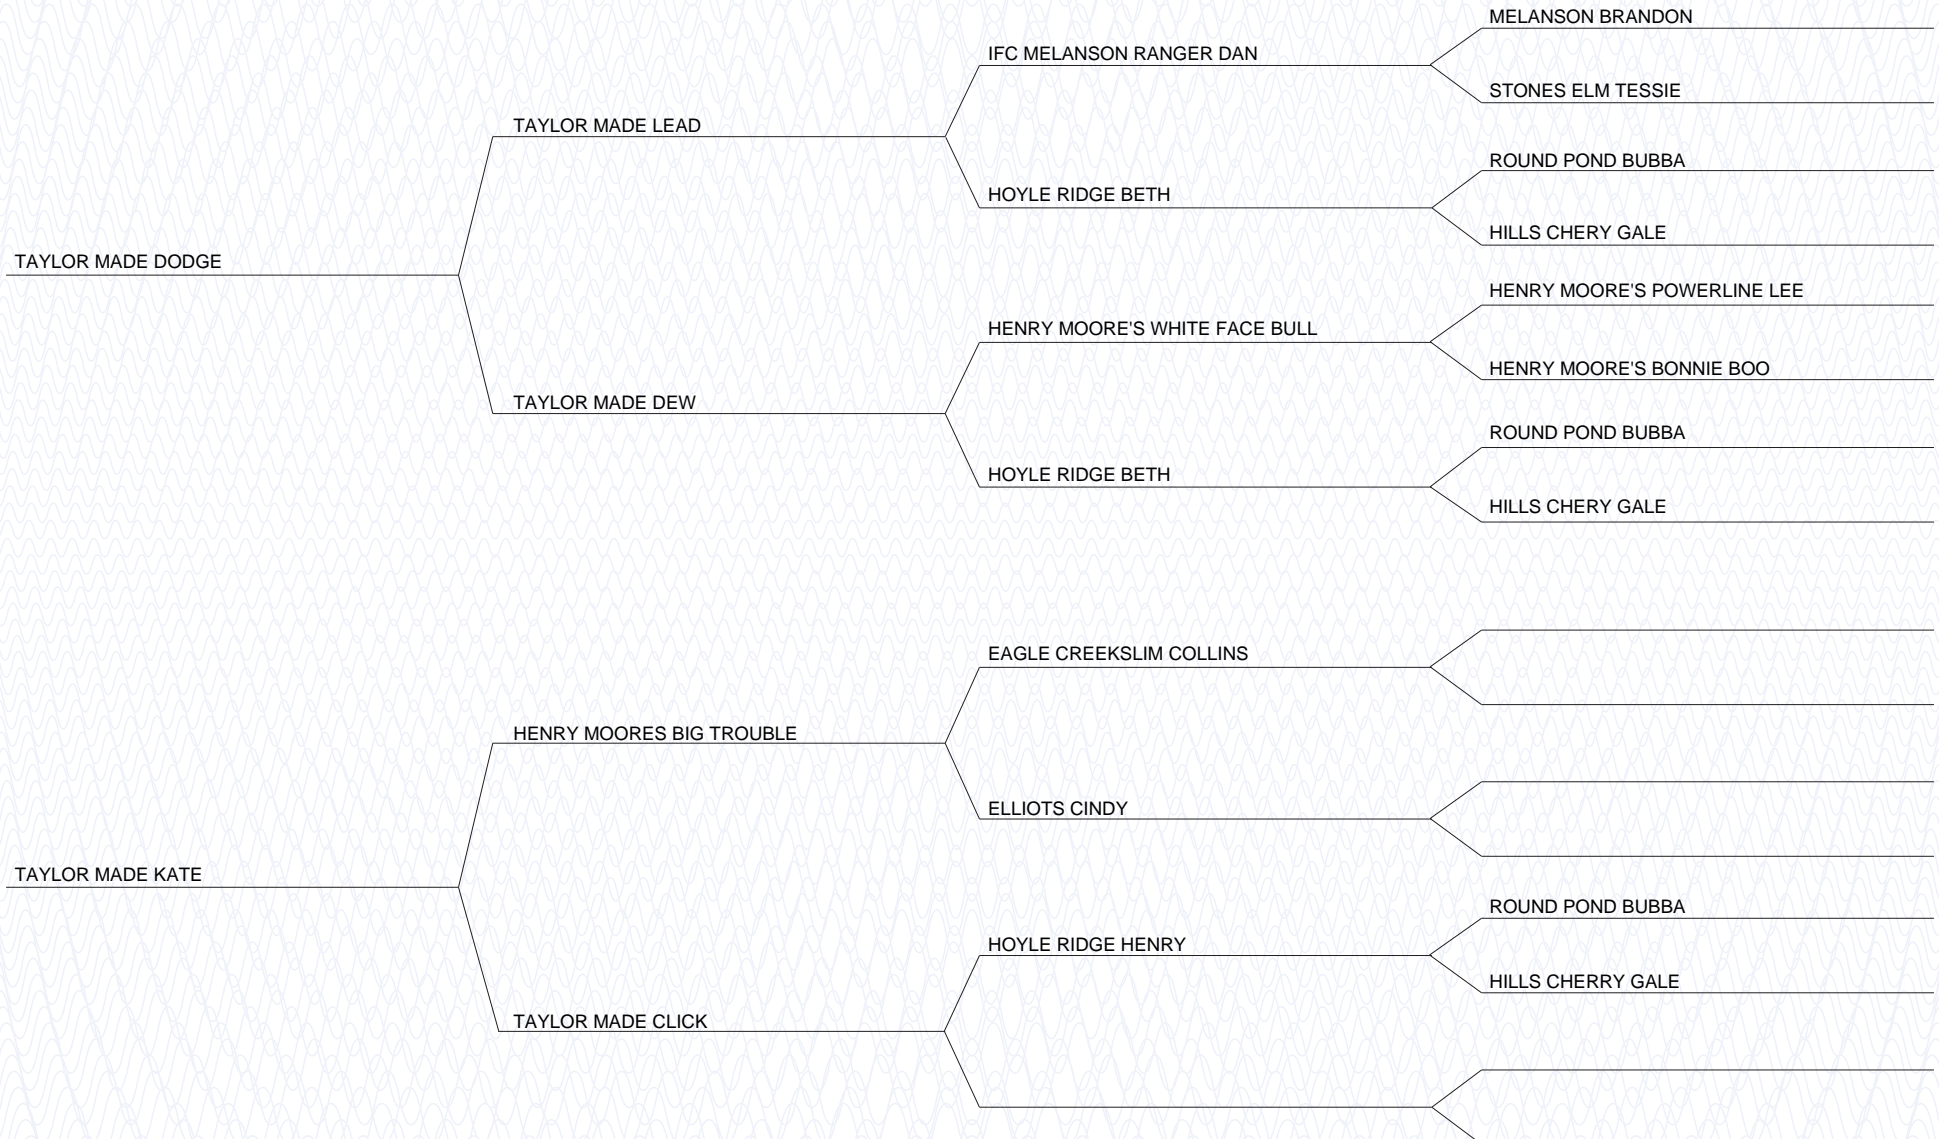 MELANSON BRANDON
IFC MELANSON RANGER DAN
STONES ELM TESSIE
TAYLOR MADE LEAD
ROUND POND BUBBA
HOYLE RIDGE BETH
HILLS CHERY GALE
TAYLOR MADE DODGE
HENRY MOORE'S POWERLINE LEE
HENRY MOORE'S WHITE FACE BULL
HENRY MOORE'S BONNIE BOO
TAYLOR MADE DEW
ROUND POND BUBBA
HOYLE RIDGE BETH
HILLS CHERY GALE
EAGLE CREEKSLIM COLLINS
HENRY MOORES BIG TROUBLE
ELLIOTS CINDY
TAYLOR MADE KATE
ROUND POND BUBBA
HOYLE RIDGE HENRY
HILLS CHERRY GALE
TAYLOR MADE CLICK